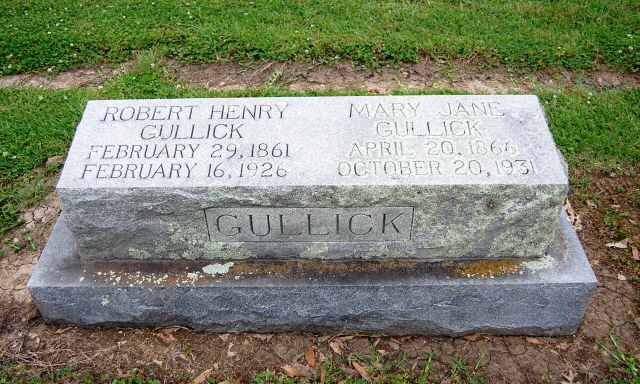 ROBERT HENRY
GULLICK
FEBRUARY 29, 1861
FEBRUARY 16, 1926
MARY JANE
GULLICK
APRIL 20, 1866
OCTOBER 20, 1931
GULLICK